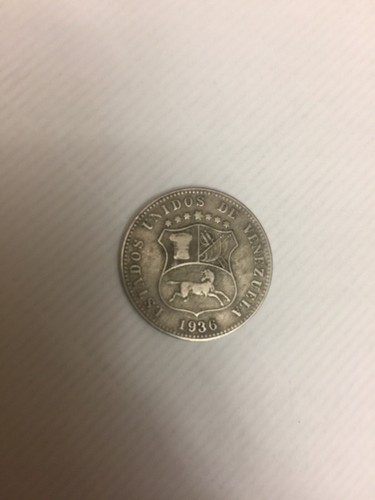 ESTADOS UNIDOS DE VENEZUELA
1936